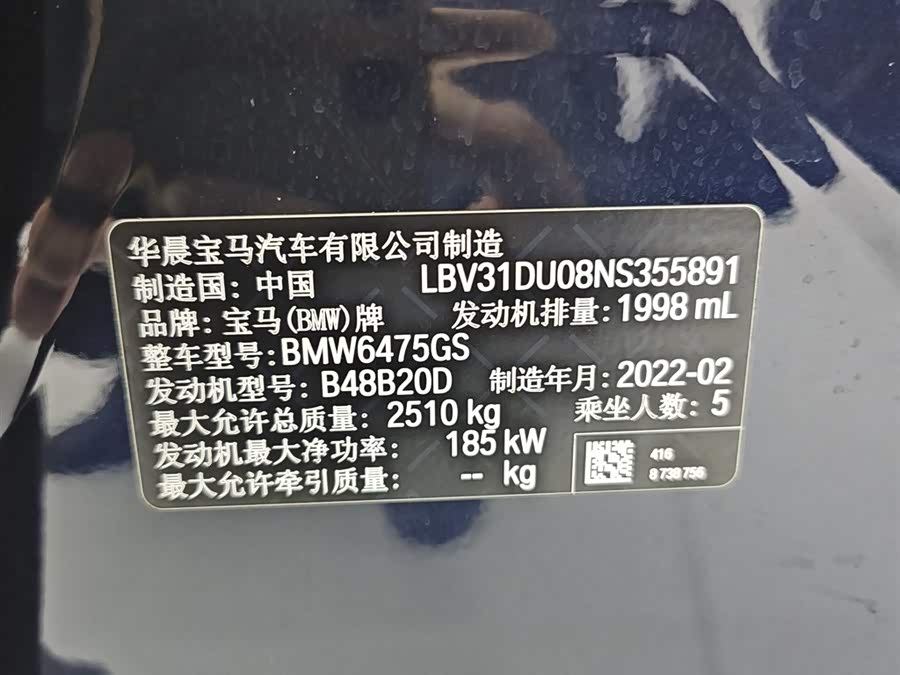 华晨宝马汽车有限公司制造
制造国：中国 LBV31DU08NS355891
品牌：宝马(BMW)牌 发动机排量：1998 mL
整车型号：BMW6475GS
发动机型号：B48B20D 制造年月：2022-02
最大允许总质量：2510 kg 乘坐人数：5
发动机最大净功率：185 kW
最大允许牵引质量：-- kg
416
8 738 756